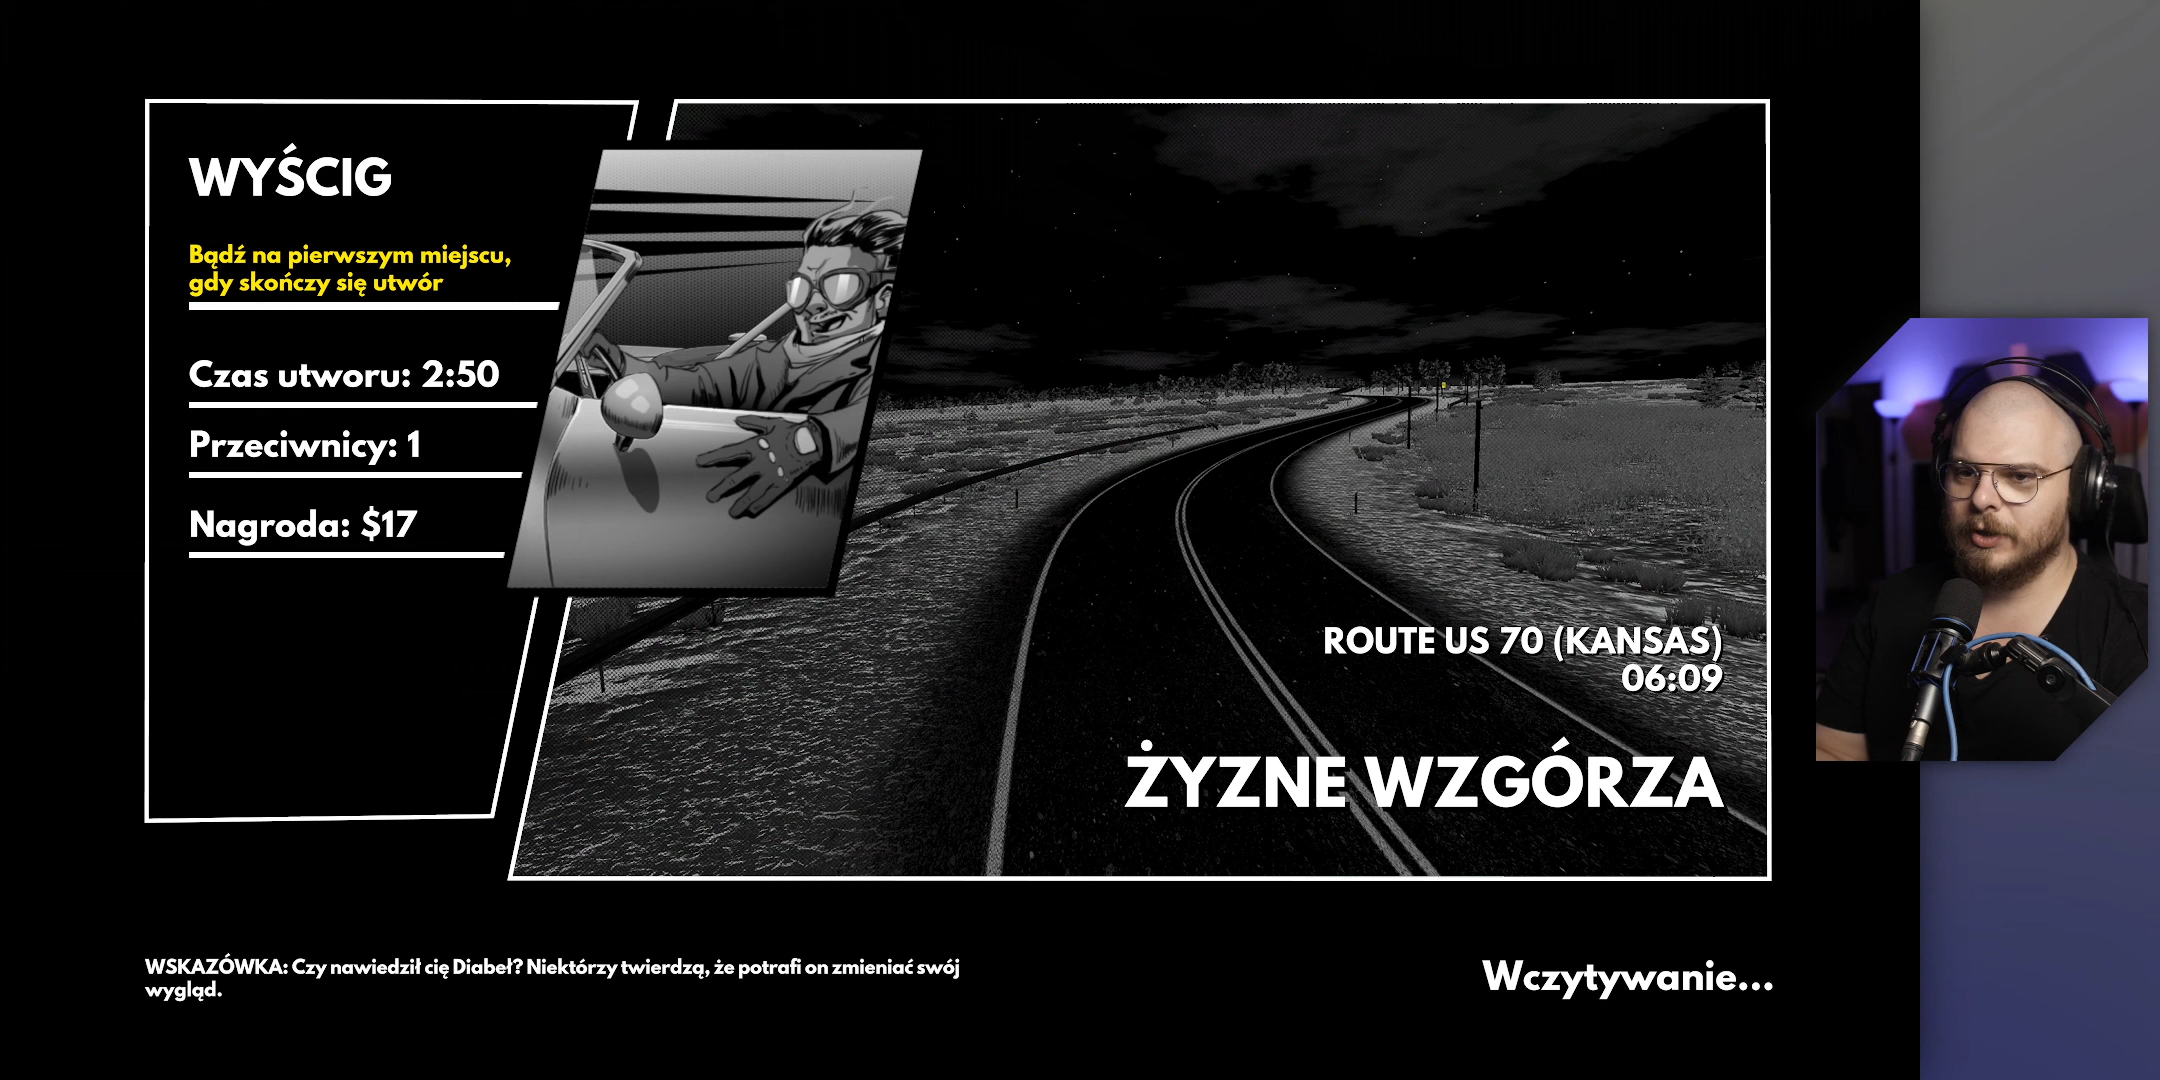 WYŚCIG
Bądź na pierwszym miejscu,
gdy skończy się utwór
Czas utworu: 2:50
Przeciwnicy: 1
Nagroda: $17
ROUTE US 70 (KANSAS)
06:09
ŻYZNE WZGÓRZA
WSKAZÓWKA: Czy nawiedził cię Diabeł? Niektórzy twierdzą, że potrafi on zmieniać swój
wygląd.
Wczytywanie...